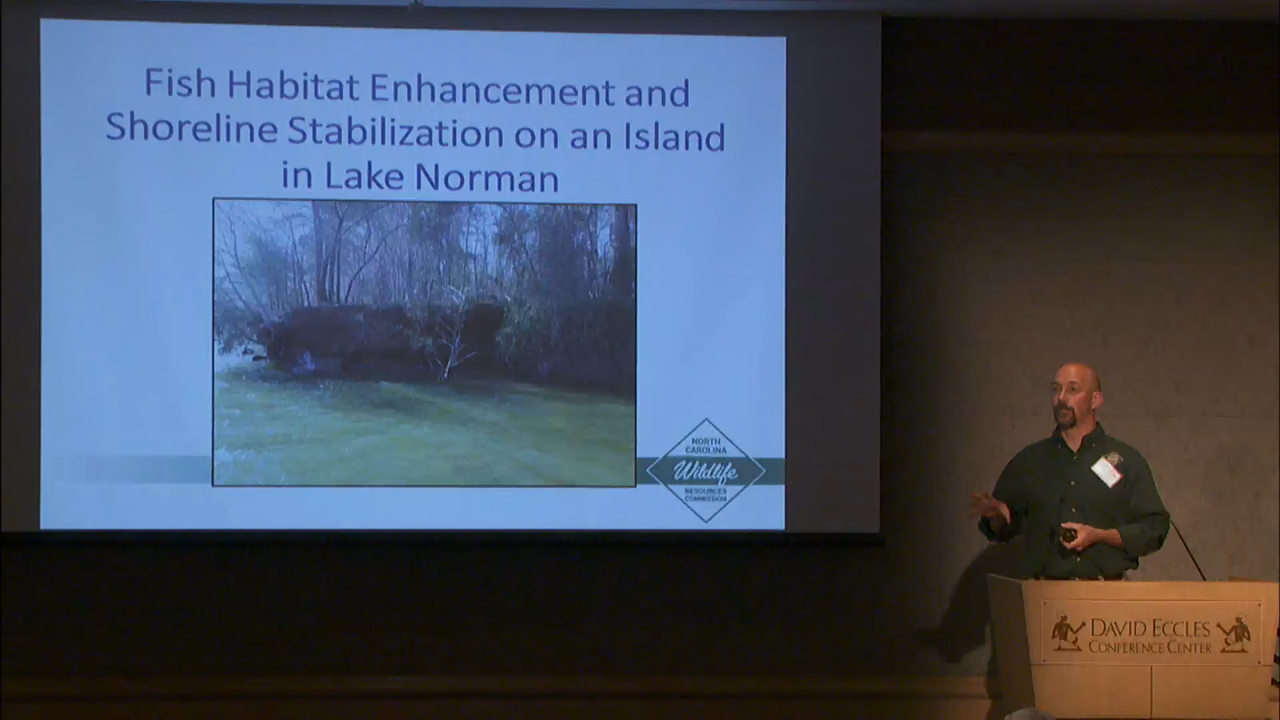 Fish Habitat Enhancement and
Shoreline Stabilization on an Island
in Lake Norman
NORTH
CAROLINA
Wildlife
RESOURCES
COMMISSION
DAVID ECCLES
CONFERENCE CENTER